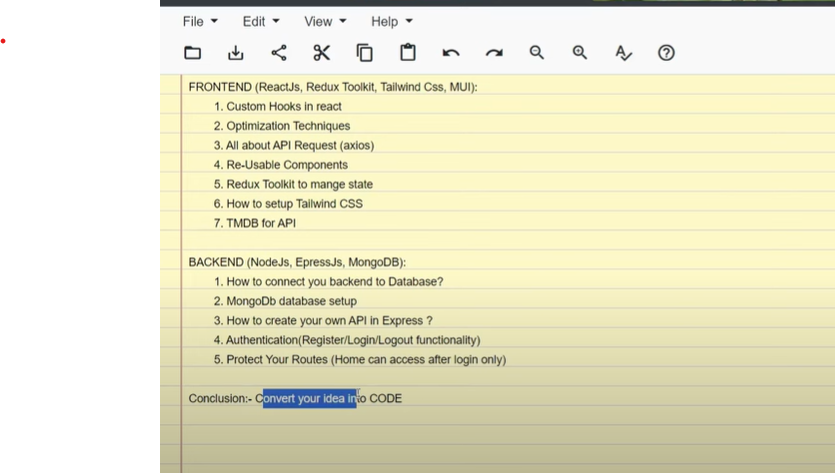 File Edit View Help
FRONTEND (ReactJs, Redux Toolkit, Tailwind Css, MUI):
1. Custom Hooks in react
2. Optimization Techniques
3. All about API Request (axios)
4. Re-Usable Components
5. Redux Toolkit to mange state
6. How to setup Tailwind CSS
7. TMDB for API
BACKEND (NodeJs, EpressJs, MongoDB):
1. How to connect you backend to Database?
2. MongoDb database setup
3. How to create your own API in Express ?
4. Authentication(Register/Login/Logout functionality)
5. Protect Your Routes (Home can access after login only)
Conclusion:- Convert your idea into CODE